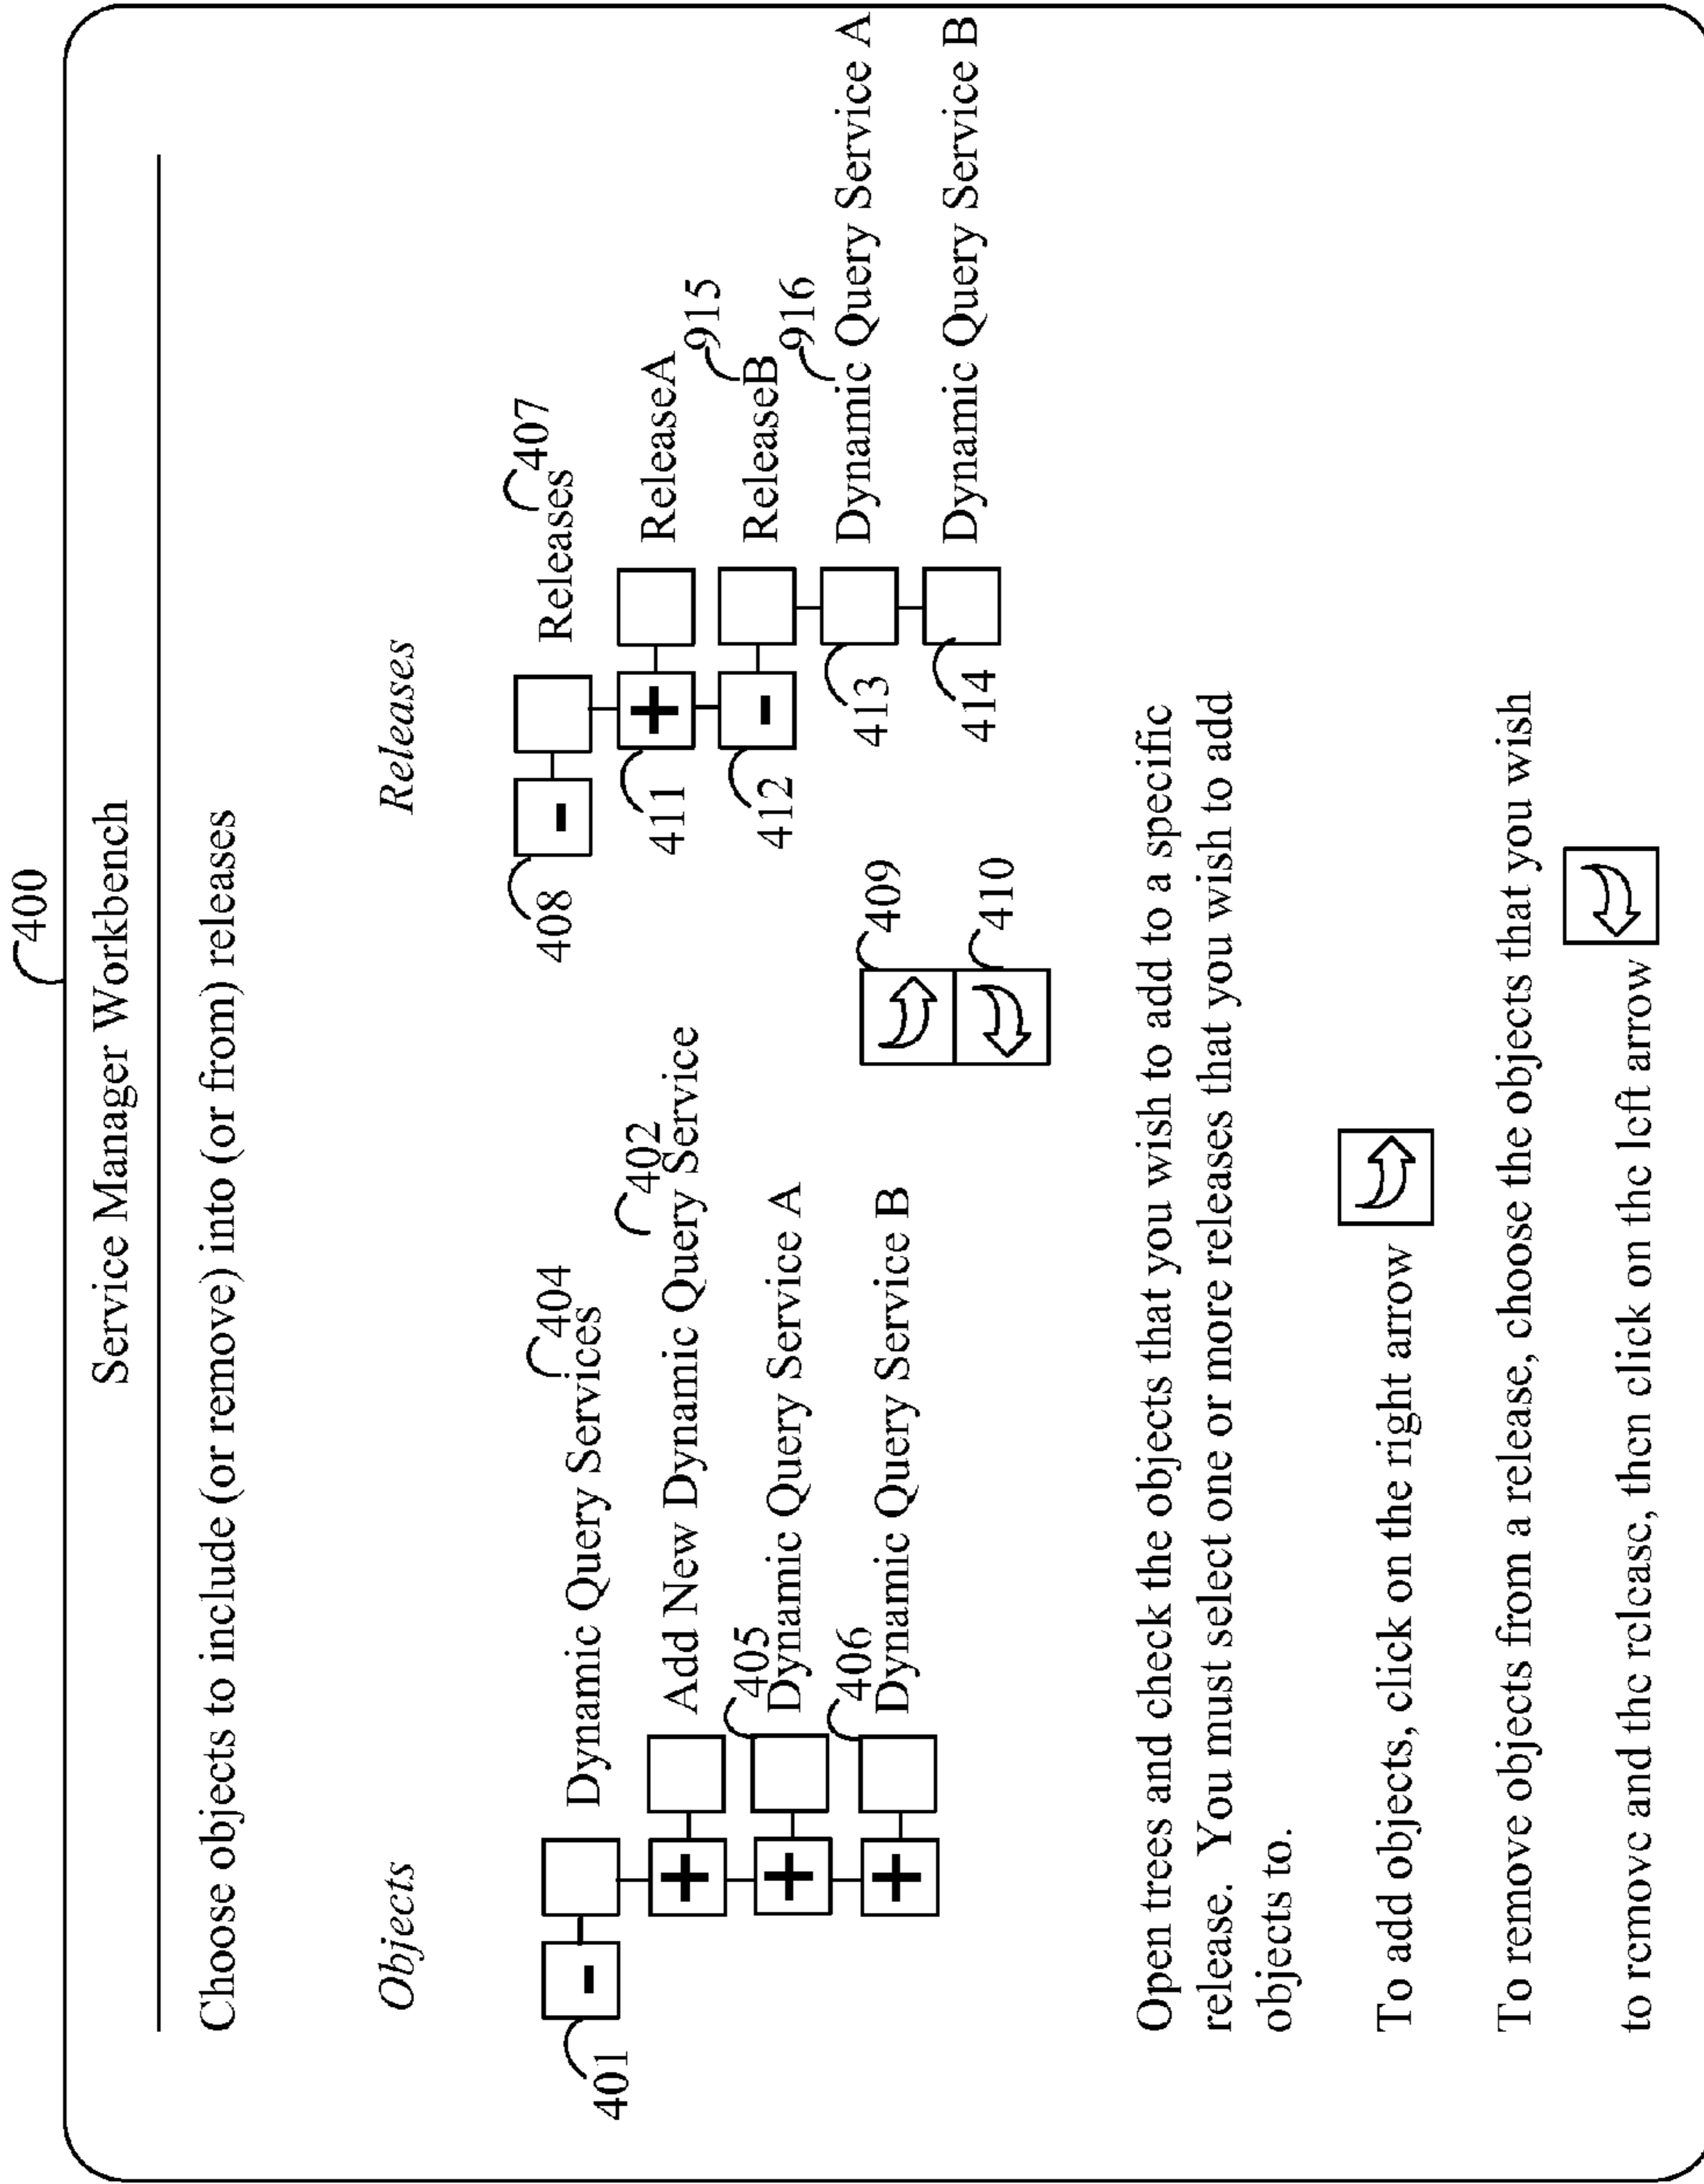 400
Service Manager Workbench
Choose objects to include (or remove) into (or from) releases
Objects
Releases
401
-
Dynamic Query Services
404
+
Add New Dynamic Query Service
402
+
405
Dynamic Query Service A
+
406
Dynamic Query Service B
408
-
Releases
407
411
+
ReleaseA
412
-
ReleaseB
915
413
Dynamic Query Service A
916
414
Dynamic Query Service B
409
410
Open trees and check the objects that you wish to add to a specific
release. You must select one or more releases that you wish to add
objects to.
To add objects, click on the right arrow
To remove objects from a release, choose the objects that you wish
to remove and the release, then click on the left arrow